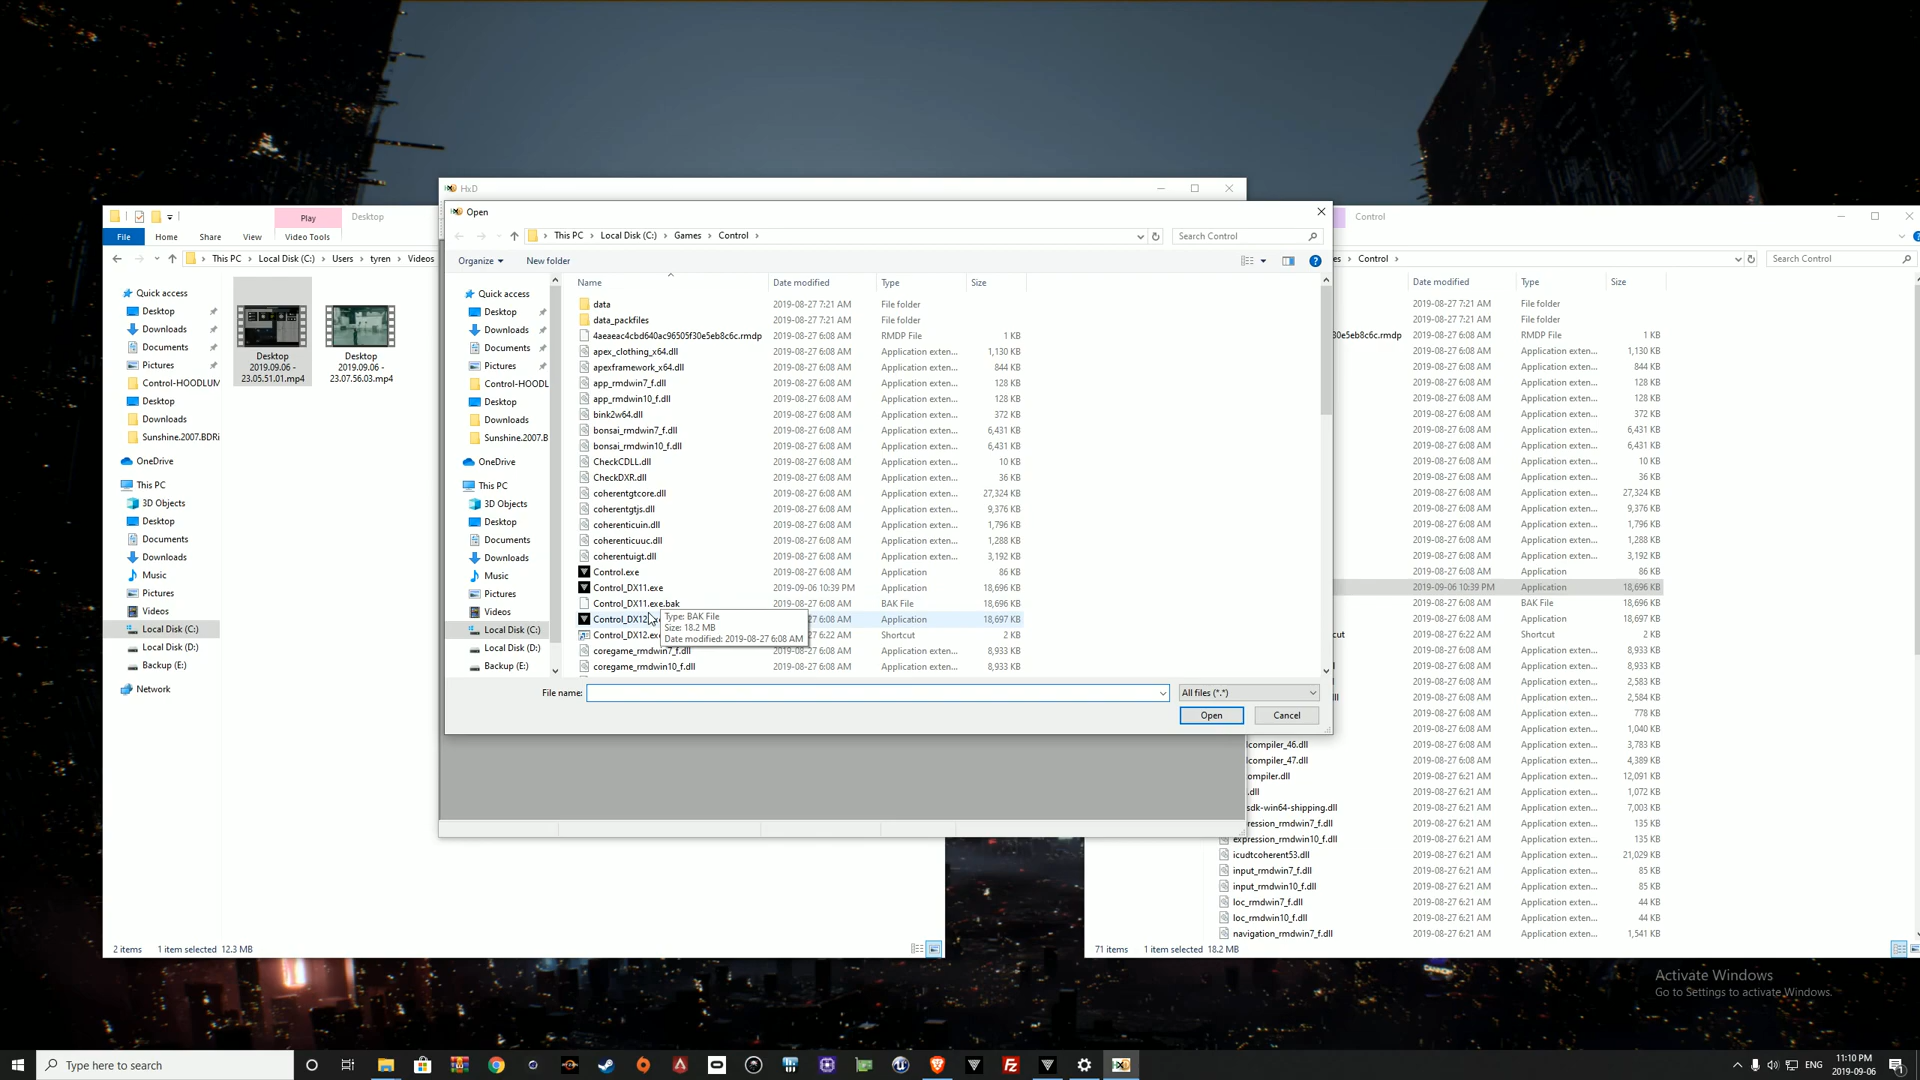 HxD
Open
This PC > Local Disk (C:) > Games > Control >
Search Control
Organize
New folder
Name Date modified Type Size
data 2019-08-27 7:21 AM File folder
data_packfiles 2019-08-27 7:21 AM File folder
4aeaeac4cbd640ac96505f30e5eb8c6c.rmdp 2019-08-27 6:08 AM RMDP File 1 KB
apex_clothing_x64.dll 2019-08-27 6:08 AM Application exten... 1,130 KB
apexframework_x64.dll 2019-08-27 6:08 AM Application exten... 844 KB
app_rmdwin7_f.dll 2019-08-27 6:08 AM Application exten... 128 KB
app_rmdwin10_f.dll 2019-08-27 6:08 AM Application exten... 128 KB
bink2w64.dll 2019-08-27 6:08 AM Application exten... 372 KB
bonsai_rmdwin7_f.dll 2019-08-27 6:08 AM Application exten... 6,431 KB
bonsai_rmdwin10_f.dll 2019-08-27 6:08 AM Application exten... 6,431 KB
CheckCDLL.dll 2019-08-27 6:08 AM Application exten... 10 KB
CheckDXR.dll 2019-08-27 6:08 AM Application exten... 36 KB
coherentgtcore.dll 2019-08-27 6:08 AM Application exten... 27,324 KB
coherentgtjs.dll 2019-08-27 6:08 AM Application exten... 9,376 KB
coherenticuin.dll 2019-08-27 6:08 AM Application exten... 1,796 KB
coherenticuuc.dll 2019-08-27 6:08 AM Application exten... 1,288 KB
coherentuigt.dll 2019-08-27 6:08 AM Application exten... 3,192 KB
Control.exe 2019-08-27 6:08 AM Application 86 KB
Control_DX11.exe 2019-09-06 10:39 PM Application 18,696 KB
Control_DX11.exe.bak 2019-08-27 6:08 AM BAK File 18,696 KB
Control_DX12 2019-08-27 6:08 AM Application 18,697 KB
Control_DX12.ex 2019-08-27 6:22 AM Shortcut 2 KB
coregame_rmdwin7_f.dll 2019-08-27 6:08 AM Application exten... 8,933 KB
coregame_rmdwin10_f.dll 2019-08-27 6:08 AM Application exten... 8,933 KB
Type: BAK File
Size: 18.2 MB
Date modified: 2019-08-27 6:08 AM
Quick access
Desktop
Downloads
Documents
Pictures
Control-HOODL
Desktop
Downloads
Sunshine.2007.B
OneDrive
This PC
3D Objects
Desktop
Documents
Downloads
Music
Pictures
Videos
Local Disk (C:)
Local Disk (D:)
Backup (E:)
File name:
All files (*.*)
Open
Cancel
Play
Desktop
File
Home
Share
View
Video Tools
This PC > Local Disk (C:) > Users > tyren > Videos
Quick access
Desktop
Downloads
Documents
Pictures
Control-HOODLUM
Desktop
Downloads
Sunshine.2007.BDRi
OneDrive
This PC
3D Objects
Desktop
Documents
Downloads
Music
Pictures
Videos
Local Disk (C:)
Local Disk (D:)
Backup (E:)
Network
Desktop
2019.09.06 -
23.05.51.01.mp4
Desktop
2019.09.06 -
23.07.56.03.mp4
2 items 1 item selected 12.3 MB
Control
es > Control >
Search Control
Date modified Type Size
2019-08-27 7:21 AM File folder
2019-08-27 7:21 AM File folder
30e5eb8c6c.rmdp 2019-08-27 6:08 AM RMDP File 1 KB
2019-08-27 6:08 AM Application exten... 1,130 KB
2019-08-27 6:08 AM Application exten... 844 KB
2019-08-27 6:08 AM Application exten... 128 KB
2019-08-27 6:08 AM Application exten... 128 KB
2019-08-27 6:08 AM Application exten... 372 KB
2019-08-27 6:08 AM Application exten... 6,431 KB
2019-08-27 6:08 AM Application exten... 6,431 KB
2019-08-27 6:08 AM Application exten... 10 KB
2019-08-27 6:08 AM Application exten... 36 KB
2019-08-27 6:08 AM Application exten... 27,324 KB
2019-08-27 6:08 AM Application exten... 9,376 KB
2019-08-27 6:08 AM Application exten... 1,796 KB
2019-08-27 6:08 AM Application exten... 1,288 KB
2019-08-27 6:08 AM Application exten... 3,192 KB
2019-08-27 6:08 AM Application 86 KB
2019-09-06 10:39 PM Application 18,696 KB
2019-08-27 6:08 AM BAK File 18,696 KB
2019-08-27 6:08 AM Application 18,697 KB
cut 2019-08-27 6:22 AM Shortcut 2 KB
2019-08-27 6:08 AM Application exten... 8,933 KB
2019-08-27 6:08 AM Application exten... 8,933 KB
2019-08-27 6:08 AM Application exten... 2,583 KB
2019-08-27 6:08 AM Application exten... 2,584 KB
2019-08-27 6:08 AM Application exten... 778 KB
2019-08-27 6:08 AM Application exten... 1,040 KB
lcompiler_46.dll 2019-08-27 6:08 AM Application exten... 3,783 KB
lcompiler_47.dll 2019-08-27 6:08 AM Application exten... 4,389 KB
ompiler.dll 2019-08-27 6:21 AM Application exten... 12,091 KB
.dll 2019-08-27 6:21 AM Application exten... 1,072 KB
sdk-win64-shipping.dll 2019-08-27 6:21 AM Application exten... 7,003 KB
ression_rmdwin7_f.dll 2019-08-27 6:21 AM Application exten... 135 KB
expression_rmdwin10_f.dll 2019-08-27 6:21 AM Application exten... 135 KB
icudtcoherent53.dll 2019-08-27 6:21 AM Application exten... 21,029 KB
input_rmdwin7_f.dll 2019-08-27 6:21 AM Application exten... 85 KB
input_rmdwin10_f.dll 2019-08-27 6:21 AM Application exten... 85 KB
loc_rmdwin7_f.dll 2019-08-27 6:21 AM Application exten... 44 KB
loc_rmdwin10_f.dll 2019-08-27 6:21 AM Application exten... 44 KB
navigation_rmdwin7_f.dll 2019-08-27 6:21 AM Application exten... 1,541 KB
71 items 1 item selected 18.2 MB
Activate Windows
Go to Settings to activate Windows.
Type here to search
ENG
11:10 PM
2019-09-06